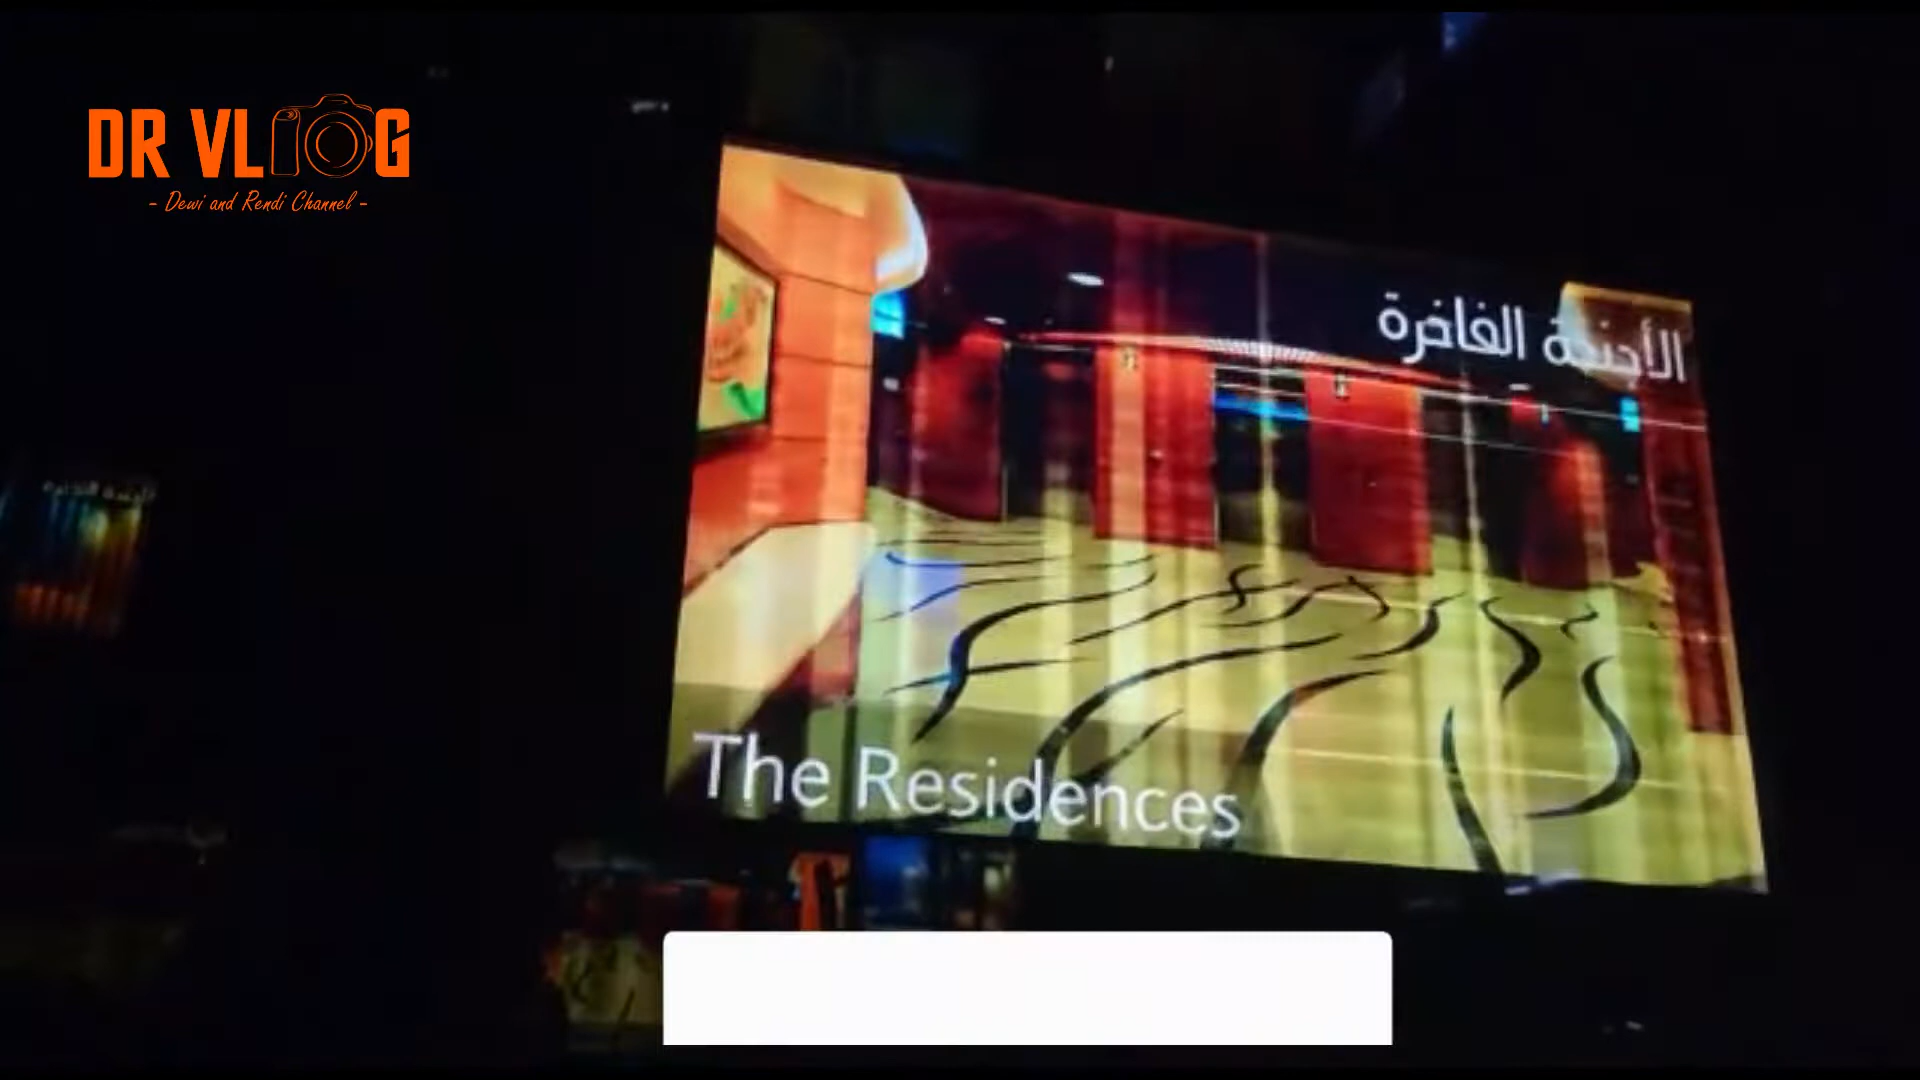 DR VLOG
- Dewi and Rendi Channel -
الأجنحة الفاخرة
The Residences